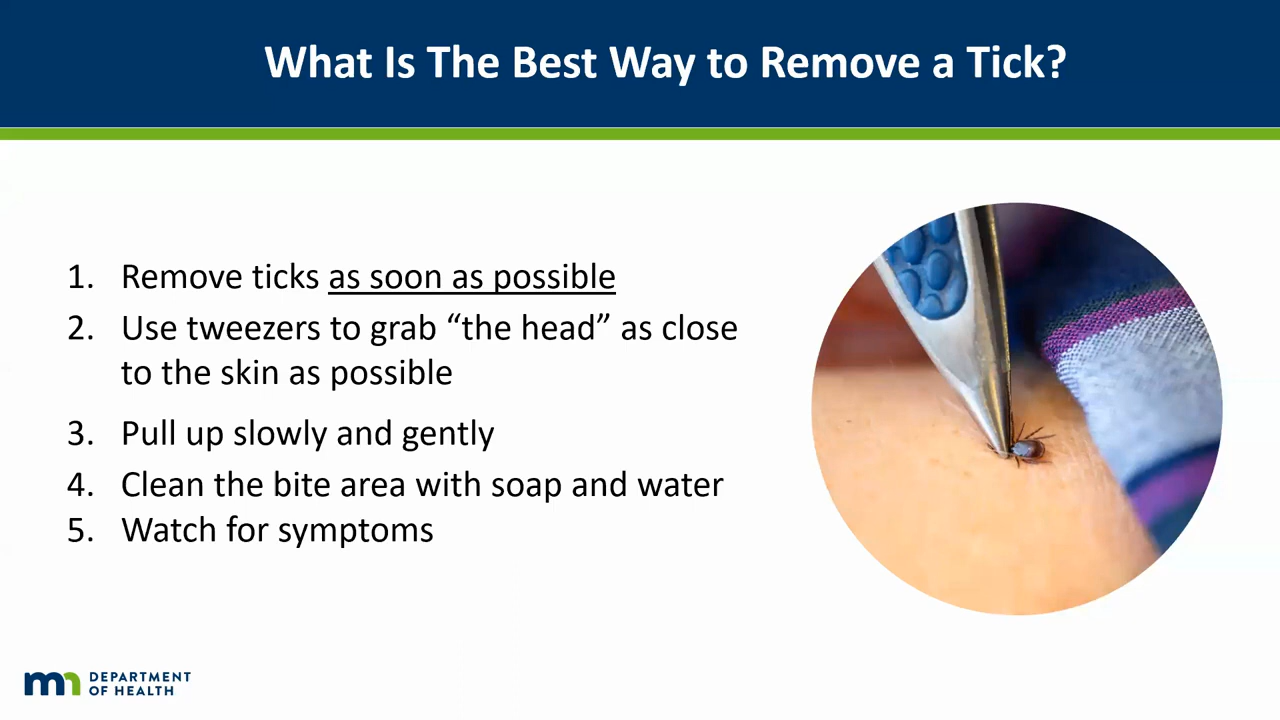 What Is The Best Way to Remove a Tick?
1. Remove ticks as soon as possible
2. Use tweezers to grab “the head” as close
to the skin as possible
3. Pull up slowly and gently
4. Clean the bite area with soap and water
5. Watch for symptoms
mn DEPARTMENT
OF HEALTH